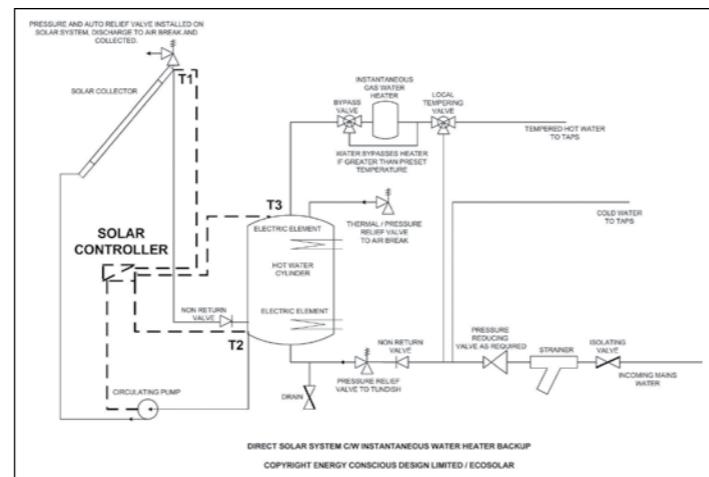 PRESSURE AND AUTO RELIEF VALVE INSTALLED ON
SOLAR SYSTEM, DISCHARGE TO AIR BREAK AND
COLLECTED.
T1
SOLAR COLLECTOR
INSTANTANEOUS
GAS WATER
HEATER
BYPASS
VALVE
LOCAL
TEMPERING
VALVE
TEMPERED HOT WATER
TO TAPS
WATER BYPASSES HEATER
IF GREATER THAN PRESET
TEMPERATURE
T3
ELECTRIC ELEMENT
THERMAL / PRESSURE
RELIEF VALVE
TO AIR BREAK
COLD WATER
TO TAPS
SOLAR
CONTROLLER
HOT WATER
CYLINDER
NON RETURN
VALVE
ELECTRIC ELEMENT
T2
NON RETURN
VALVE
PRESSURE
REDUCING
VALVE AS REQUIRED
STRAINER
ISOLATING
VALVE
INCOMING MAINS
WATER
PRESSURE RELIEF
VALVE TO TUNDISH
DRAIN
CIRCULATING PUMP
DIRECT SOLAR SYSTEM C/W INSTANTANEOUS WATER HEATER BACKUP
COPYRIGHT ENERGY CONSCIOUS DESIGN LIMITED / ECOSOLAR